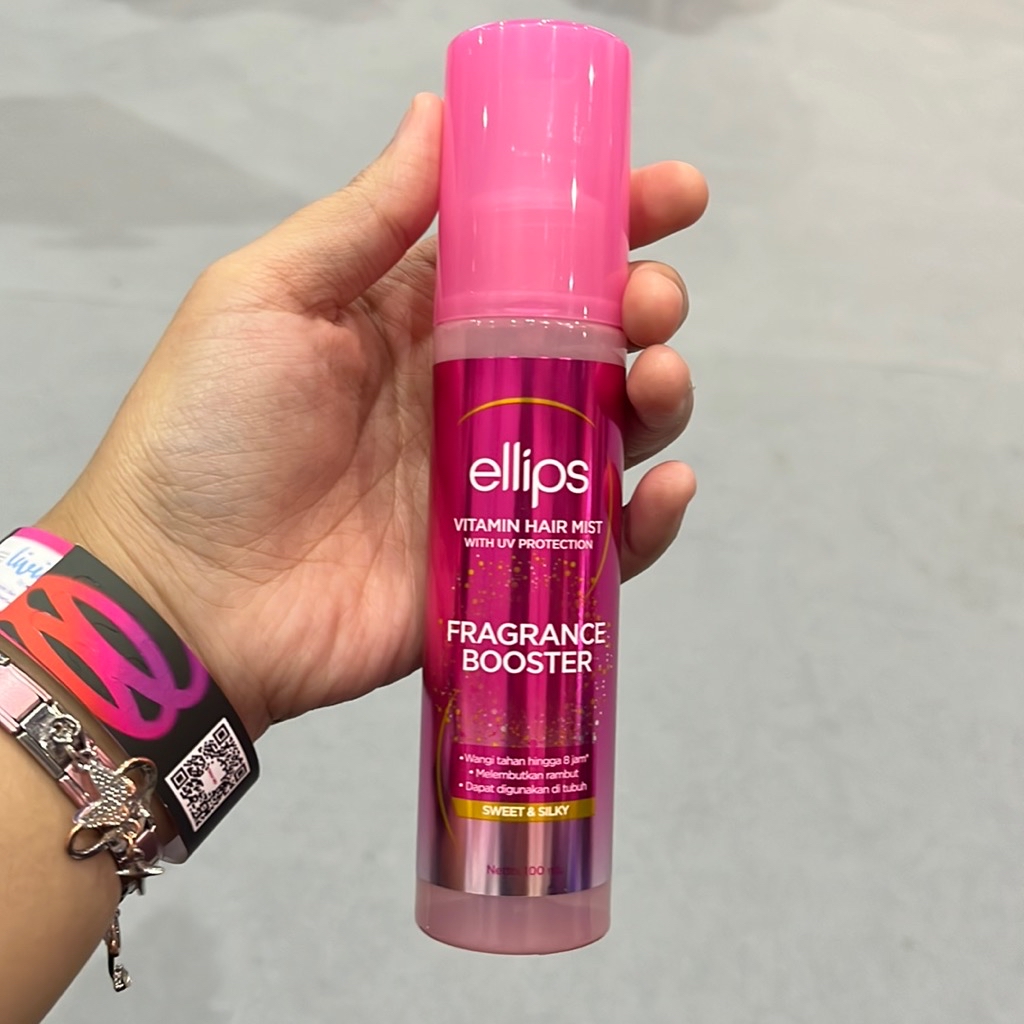 ellips
VITAMIN HAIR MIST
WITH UV PROTECTION
FRAGRANCE
BOOSTER
• Wangi tahan hingga 8 jam*
• Melembutkan rambut
• Dapat digunakan di tubuh
SWEET & SILKY
100